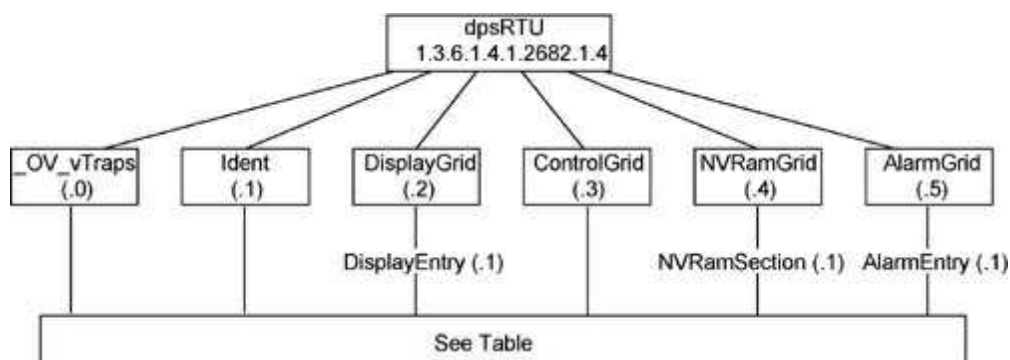 dpsRTU
1.3.6.1.4.1.2682.1.4
_OV_vTraps
(.0)
Ident
(.1)
DisplayGrid
(.2)
ControlGrid
(.3)
NVRamGrid
(.4)
AlarmGrid
(.5)
DisplayEntry (.1)
NVRamSection (.1)
AlarmEntry (.1)
See Table